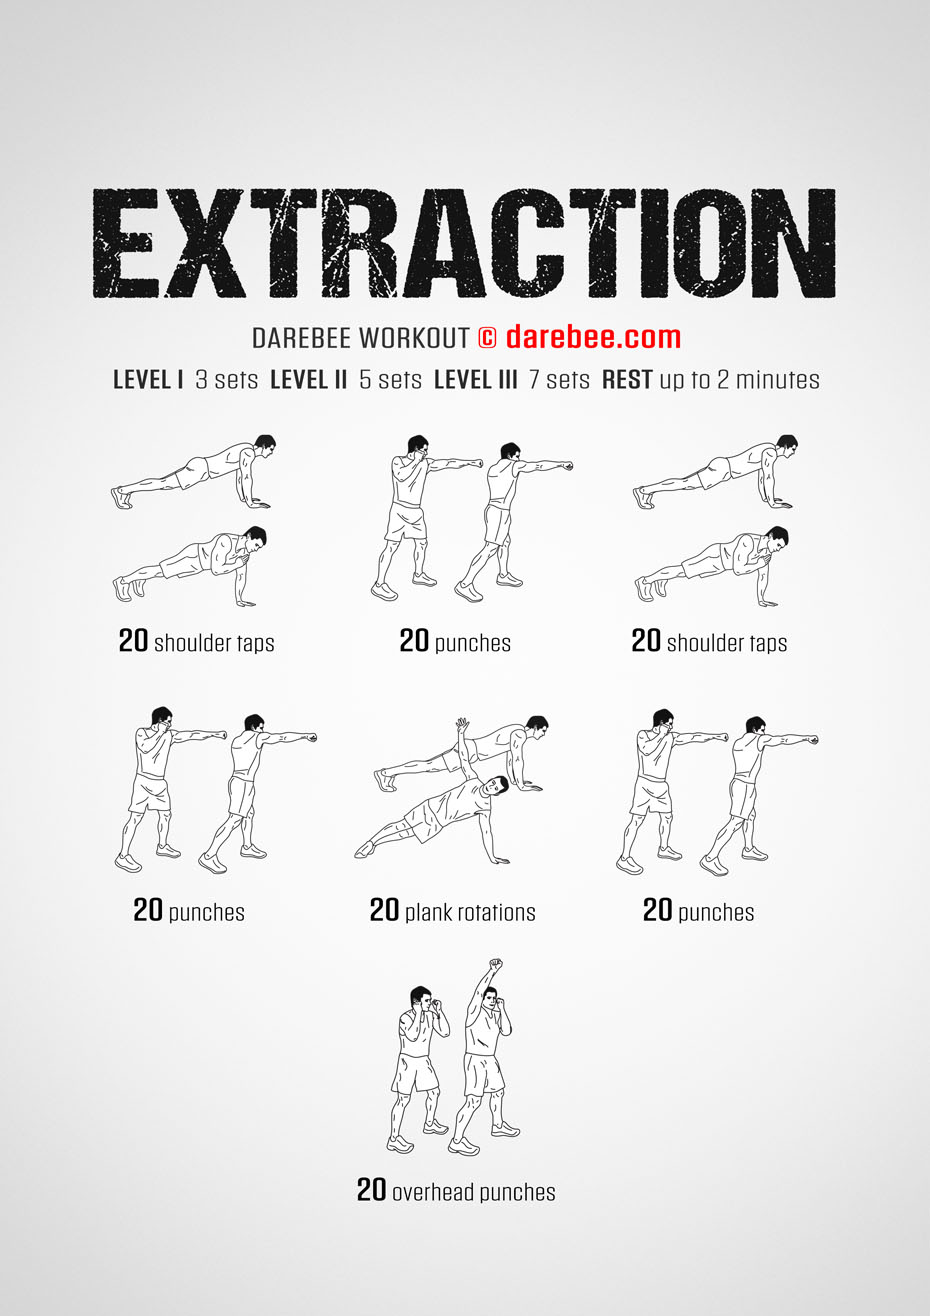 EXTRACTION
DAREBEE WORKOUT © darebee.com
LEVEL I 3 sets LEVEL II 5 sets LEVEL III 7 sets REST up to 2 minutes
20 shoulder taps
20 punches
20 shoulder taps
20 punches
20 plank rotations
20 punches
20 overhead punches